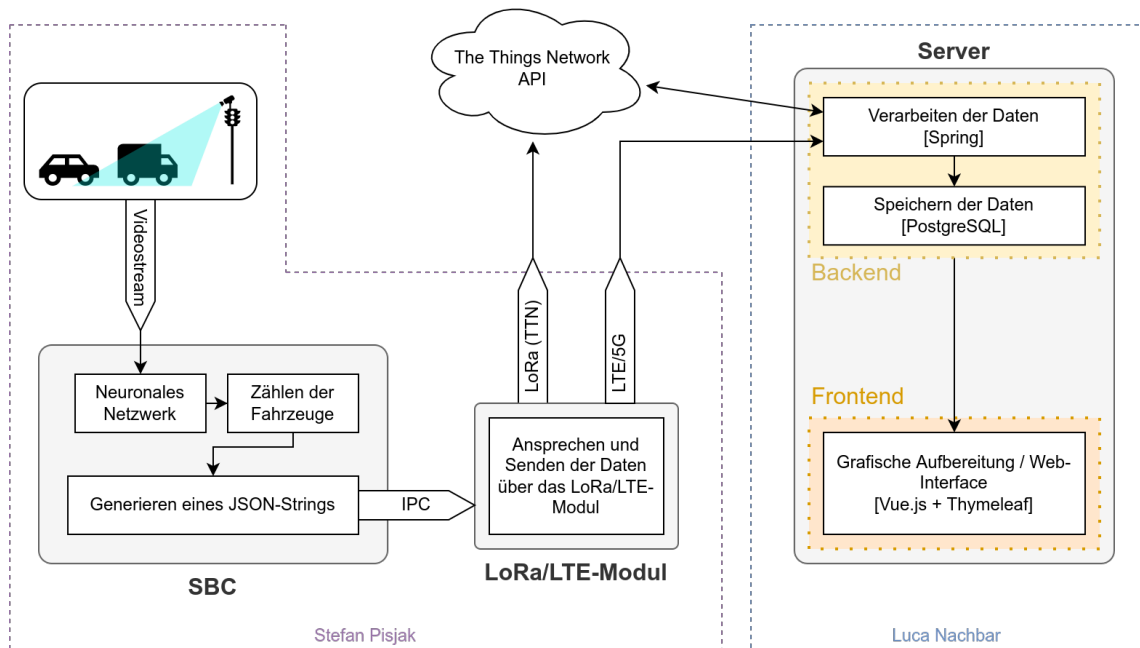 The Things Network
API
Server
Verarbeiten der Daten
[Spring]
Speichern der Daten
[PostgreSQL]
Backend
Videostream
LoRa (TTN)
LTE/5G
Neuronales
Netzwerk
Zählen der
Fahrzeuge
Generieren eines JSON-Strings
IPC
SBC
Ansprechen und
Senden der Daten
über das LoRa/LTE-
Modul
LoRa/LTE-Modul
Frontend
Grafische Aufbereitung / Web-
Interface
[Vue.js + Thymeleaf]
Stefan Pisjak
Luca Nachbar